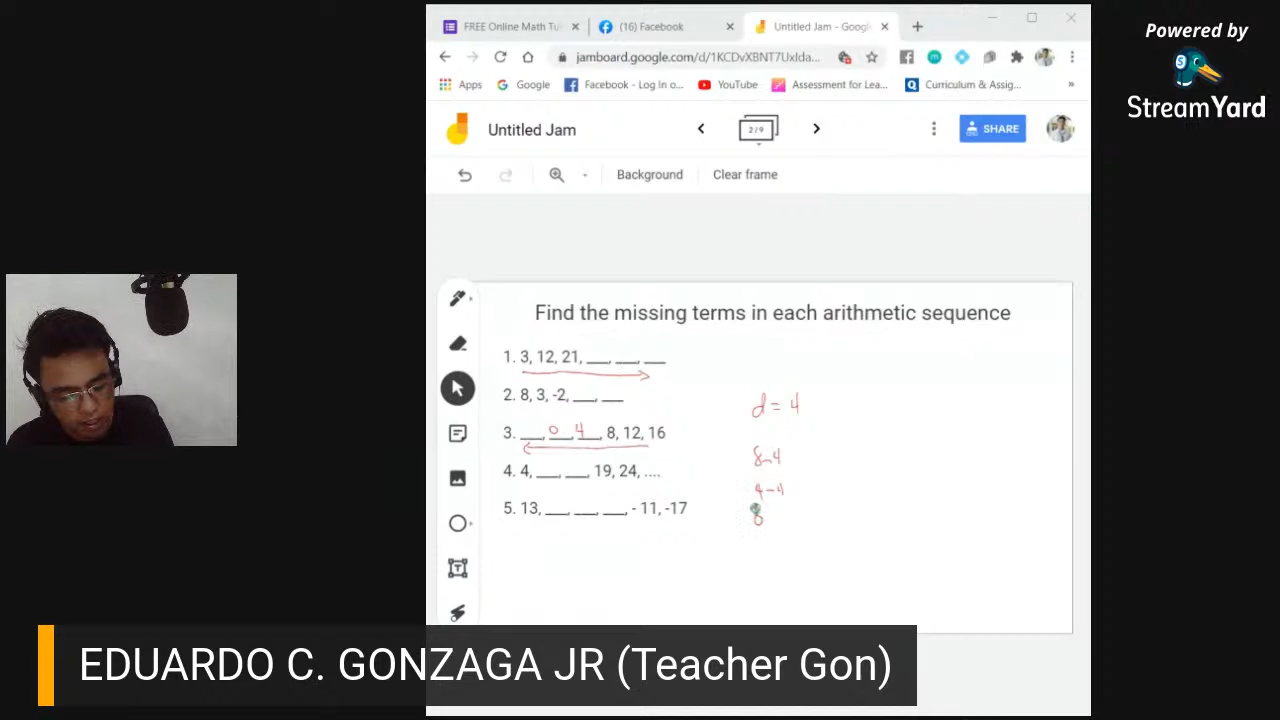 FREE Online Math Tu
(16) Facebook
Untitled Jam - Google
jamboard.google.com/d/1KCDvXBNT7UxIda...
Apps
Google
Facebook - Log In o...
YouTube
Assessment for Lea...
Curriculum & Assig...
»
Powered by
StreamYard
Untitled Jam
2/9
SHARE
Background
Clear frame
Find the missing terms in each arithmetic sequence
1. 3, 12, 21, ___, ___, ___
2. 8, 3, -2, ___, ___
3. ___, 0, 4, 8, 12, 16
4. 4, ___, ___, 19, 24, ....
5. 13, ___, ___, ___, - 11, -17
d = 4
8-4
4-4
0
EDUARDO C. GONZAGA JR (Teacher Gon)